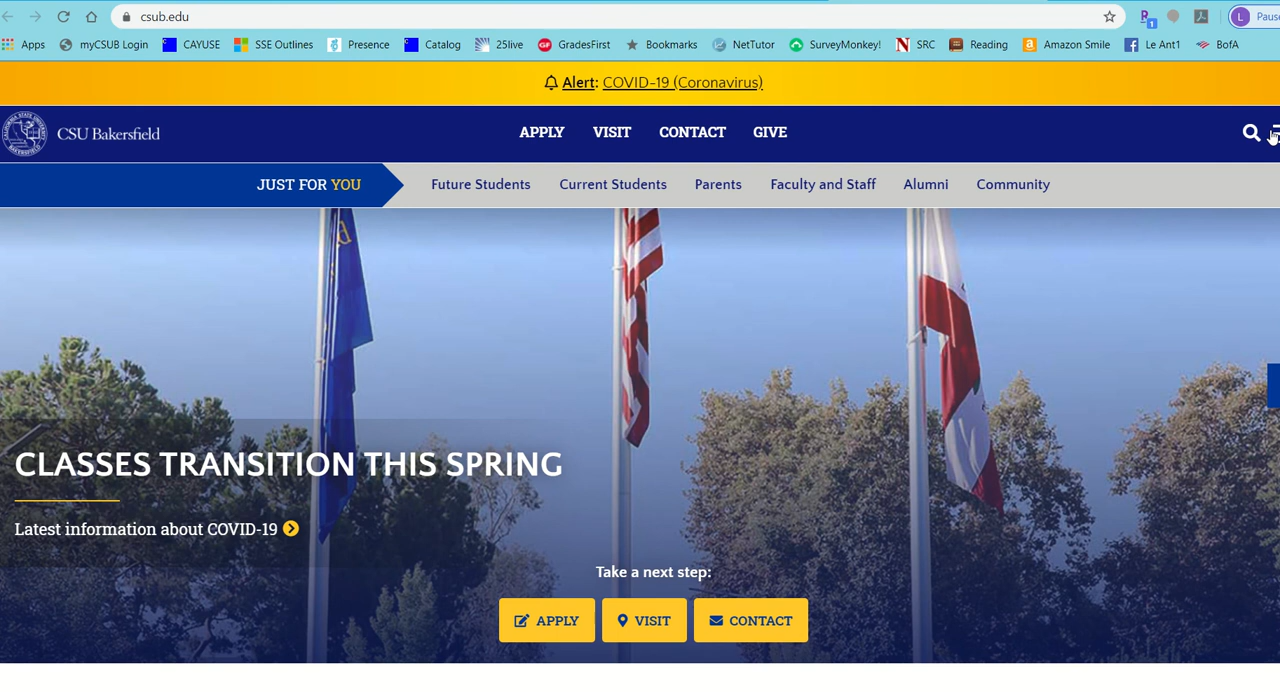 csub.edu
L Paus
Apps myCSUB Login CAYUSE SSE Outlines Presence Catalog 25live GF GradesFirst Bookmarks NetTutor SurveyMonkey! SRC Reading Amazon Smile Le Ant1 BofA
Alert: COVID-19 (Coronavirus)
CSU Bakersfield
APPLY VISIT CONTACT GIVE
JUST FOR YOU Future Students Current Students Parents Faculty and Staff Alumni Community
CLASSES TRANSITION THIS SPRING
Latest information about COVID-19
Take a next step:
APPLY VISIT CONTACT